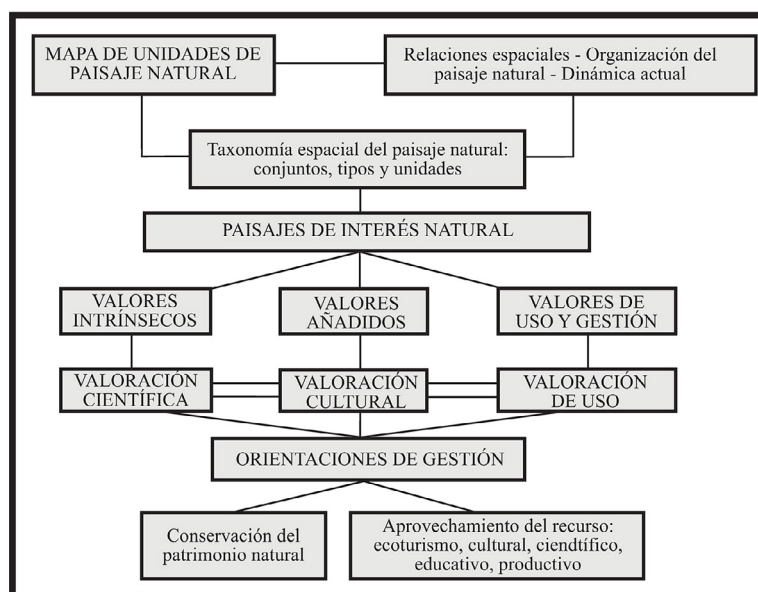 MAPA DE UNIDADES DE
PAISAJE NATURAL
Relaciones espaciales - Organización del
paisaje natural - Dinámica actual
Taxonomía espacial del paisaje natural:
conjuntos, tipos y unidades
PAISAJES DE INTERÉS NATURAL
VALORES
INTRÍNSECOS
VALORES
AÑADIDOS
VALORES DE
USO Y GESTIÓN
VALORACIÓN
CIENTÍFICA
VALORACIÓN
CULTURAL
VALORACIÓN
DE USO
ORIENTACIONES DE GESTIÓN
Conservación del
patrimonio natural
Aprovechamiento del recurso:
ecoturismo, cultural, ciendtífico,
educativo, productivo